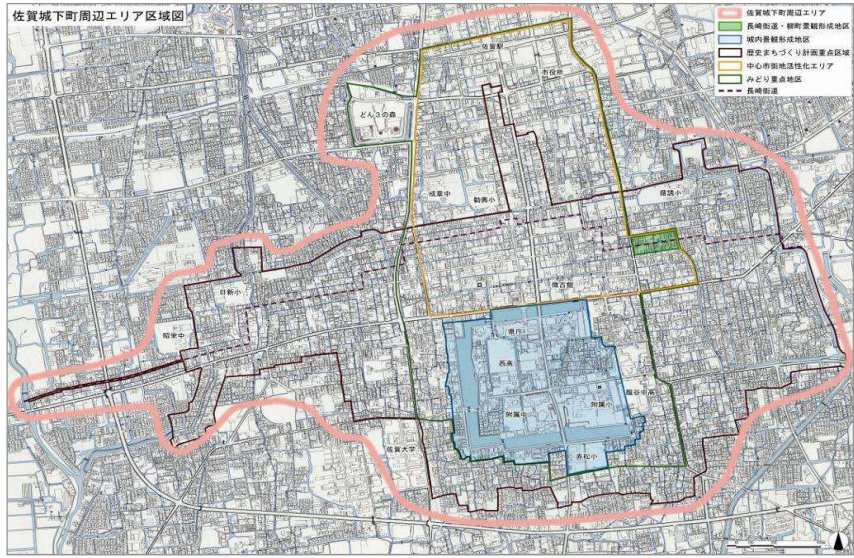 佐賀城下町周辺エリア区域図
佐賀城下町周辺エリア
長崎街道・柳町景観形成地区
城内景観形成地区
歴史まちづくり計画重点区域
中心市街地活性化エリア
みどり重点地区
長崎街道
佐賀駅
市役所
どん3の森
成章中
勧興小
循誘小
日新小
徴古館
昭栄中
県庁
西高
附属中
附属小
龍谷中高
佐賀大学
赤松小